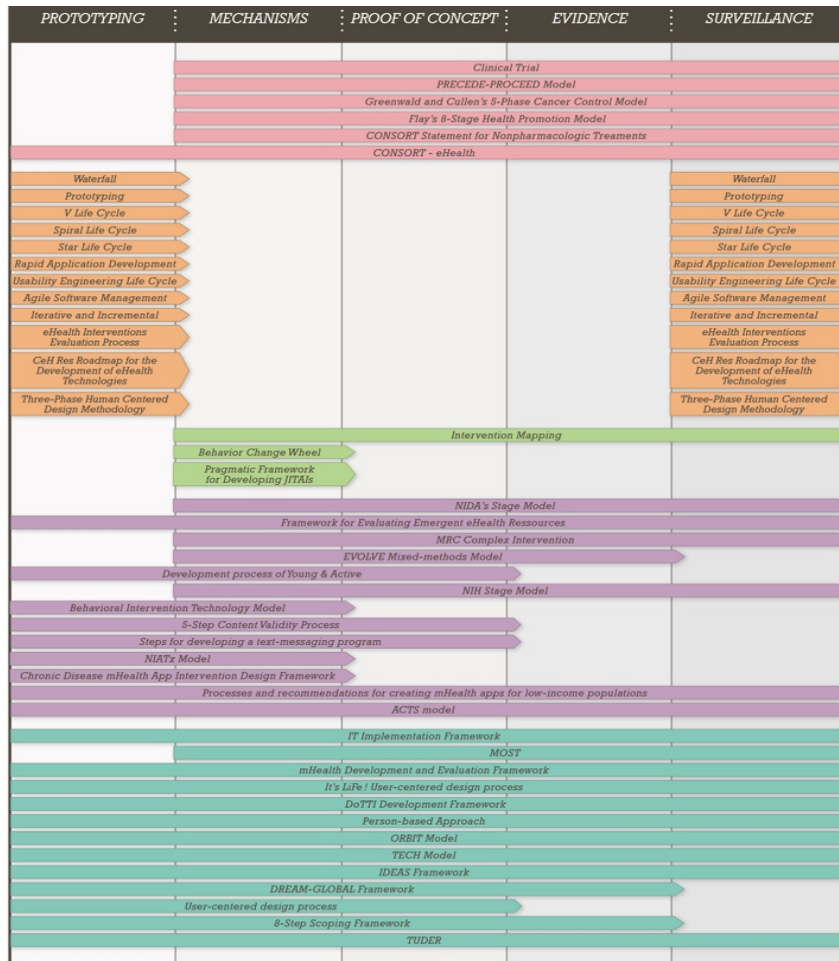 PROTOTYPING MECHANISMS PROOF OF CONCEPT EVIDENCE SURVEILLANCE
Clinical Trial
PRECEDE-PROCEED Model
Greenwald and Cullen's 5-Phase Cancer Control Model
Flay's 8-Stage Health Promotion Model
CONSORT Statement for Nonpharmacologic Treaments
CONSORT - eHealth
Waterfall Waterfall
Prototyping Prototyping
V Life Cycle V Life Cycle
Spiral Life Cycle Spiral Life Cycle
Star Life Cycle Star Life Cycle
Rapid Application Development Rapid Application Development
Usability Engineering Life Cycle Usability Engineering Life Cycle
Agile Software Management Agile Software Management
Iterative and Incremental Iterative and Incremental
eHealth Interventions eHealth Interventions
Evaluation Process Evaluation Process
CeH Res Roadmap for the CeH Res Roadmap for the
Development of eHealth Development of eHealth
Technologies Technologies
Three-Phase Human Centered Three-Phase Human Centered
Design Methodology Design Methodology
Intervention Mapping
Behavior Change Wheel
Pragmatic Framework
for Developing JITAIs
NIDA's Stage Model
Framework for Evaluating Emergent eHealth Ressources
MRC Complex Intervention
EVOLVE Mixed-methods Model
Development process of Young & Active
NIH Stage Model
Behavioral Intervention Technology Model
5-Step Content Validity Process
Steps for developing a text-messaging program
NIATx Model
Chronic Disease mHealth App Intervention Design Framework
Processes and recommendations for creating mHealth apps for low-income populations
ACTS model
IT Implementation Framework
MOST
mHealth Development and Evaluation Framework
It's LiFe ! User-centered design process
DoTTI Development Framework
Person-based Approach
ORBIT Model
TECH Model
IDEAS Framework
DREAM-GLOBAL Framework
User-centered design process
8-Step Scoping Framework
TUDER